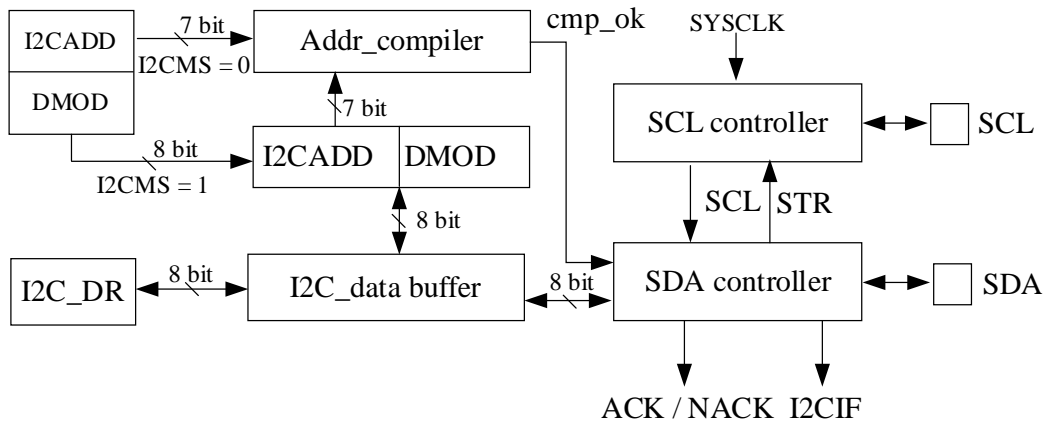 I2CADD
7 bit
I2CMS = 0
Addr_compiler
cmp_ok
SYSCLK
DMOD
7 bit
SCL controller
SCL
8 bit
I2CMS = 1
I2CADD
DMOD
SCL
STR
8 bit
I2C_DR
8 bit
I2C_data buffer
8 bit
SDA controller
SDA
ACK / NACK
I2CIF